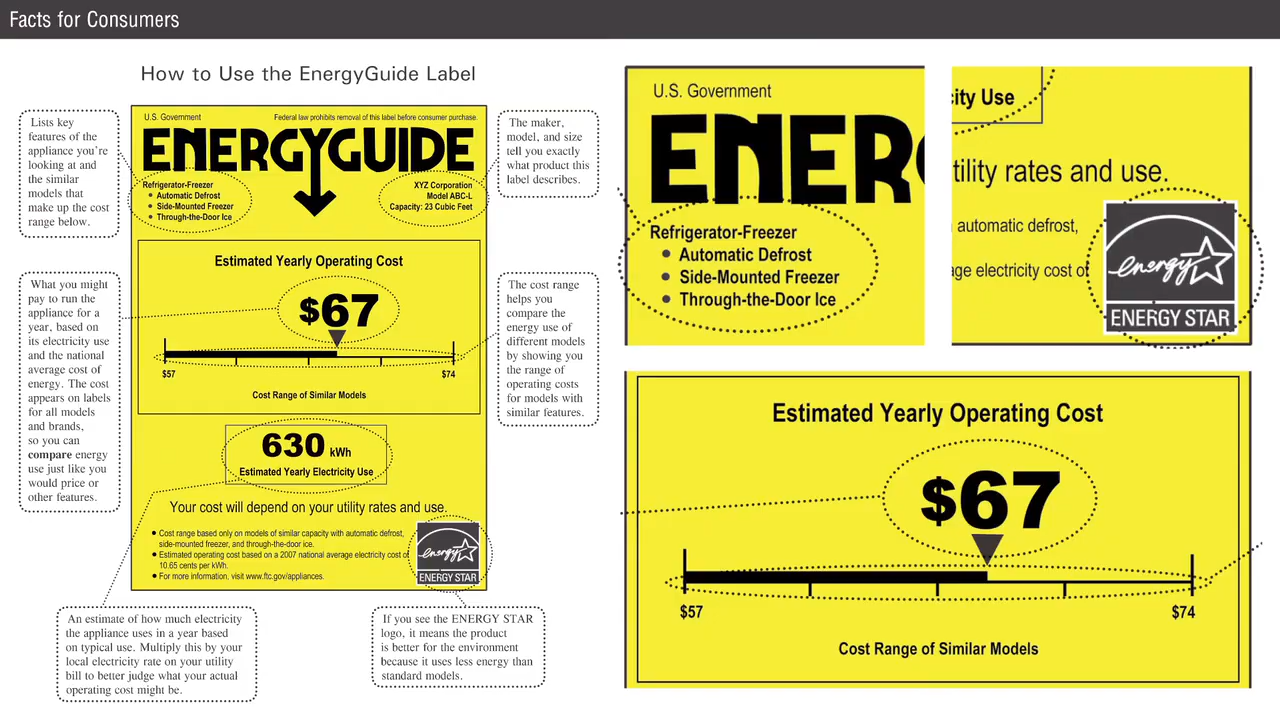 Facts for Consumers
How to Use the EnergyGuide Label
Lists key
features of the
appliance you're
looking at and
the similar
models that
make up the cost
range below.
What you might
pay to run the
appliance for a
year, based on
its electricity use
and the national
average cost of
energy. The cost
appears on labels
for all models
and brands,
so you can
compare energy
use just like you
would price or
other features.
U.S. Government
Federal law prohibits removal of this label before consumer purchase.
ENERGYGUIDE
Refrigerator-Freezer
• Automatic Defrost
• Side-Mounted Freezer
• Through-the-Door Ice
XYZ Corporation
Model ABC-L
Capacity: 23 Cubic Feet
Estimated Yearly Operating Cost
$67
$57
$74
Cost Range of Similar Models
630 kWh
Estimated Yearly Electricity Use
Your cost will depend on your utility rates and use.
• Cost range based only on models of similar capacity with automatic defrost,
side-mounted freezer, and through-the-door ice.
• Estimated operating cost based on a 2007 national average electricity cost of
10.65 cents per kWh.
• For more information, visit www.ftc.gov/appliances.
energy
ENERGY STAR
The maker,
model, and size
tell you exactly
what product this
label describes.
The cost range
helps you
compare the
energy use of
different models
by showing you
the range of
operating costs
for models with
similar features.
An estimate of how much electricity
the appliance uses in a year based
on typical use. Multiply this by your
local electricity rate on your utility
bill to better judge what your actual
operating cost might be.
If you see the ENERGY STAR
logo, it means the product
is better for the environment
because it uses less energy than
standard models.
U.S. Government
ENER
Refrigerator-Freezer
• Automatic Defrost
• Side-Mounted Freezer
• Through-the-Door Ice
city Use
tility rates and use.
automatic defrost,
age electricity cost of
energy
ENERGY STAR
Estimated Yearly Operating Cost
$67
$57
$74
Cost Range of Similar Models